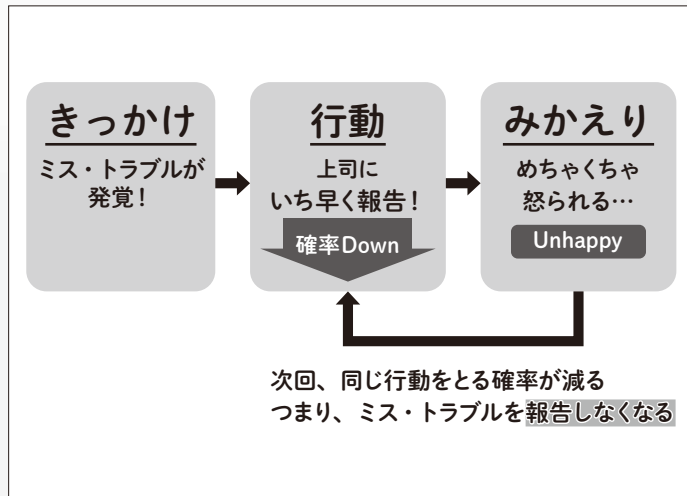 きっかけ
ミス・トラブルが
発覚！
行動
上司に
いち早く報告！
確率Down
みかえり
めちゃくちゃ
怒られる…
Unhappy
次回、同じ行動をとる確率が減る
つまり、ミス・トラブルを報告しなくなる